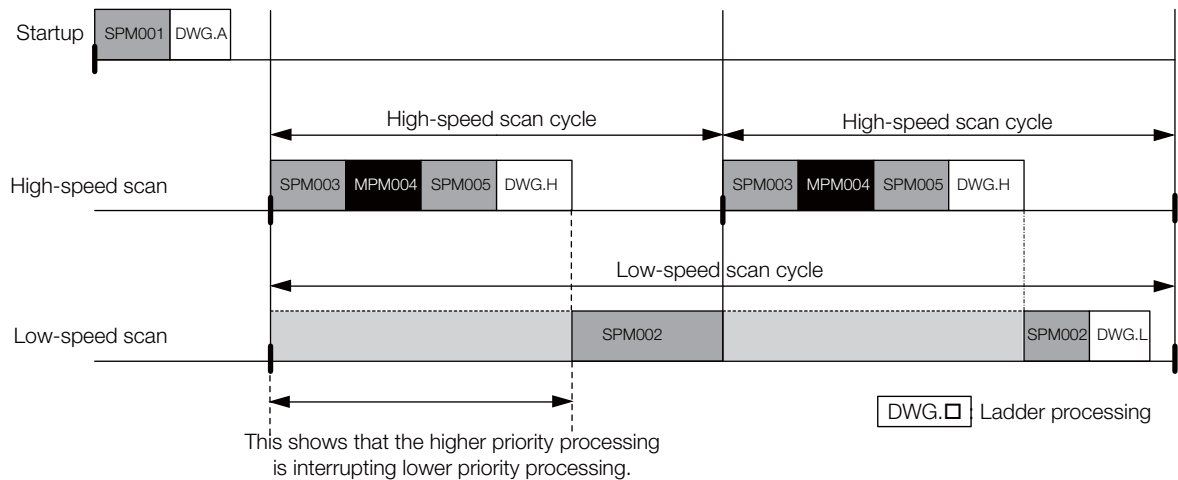 Startup SPM001 DWG.A
High-speed scan cycle High-speed scan cycle
High-speed scan SPM003 MPM004 SPM005 DWG.H SPM003 MPM004 SPM005 DWG.H
Low-speed scan cycle
Low-speed scan SPM002 SPM002 DWG.L
DWG.□ : Ladder processing
This shows that the higher priority processing
is interrupting lower priority processing.